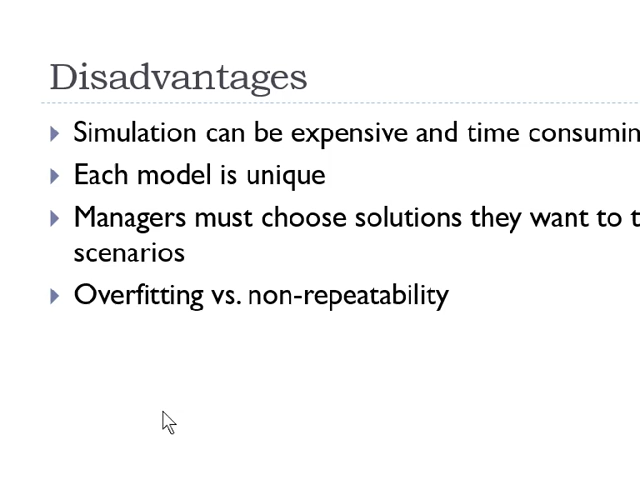 Disadvantages
Simulation can be expensive and time consumin
Each model is unique
Managers must choose solutions they want to t
scenarios
Overfitting vs. non-repeatability